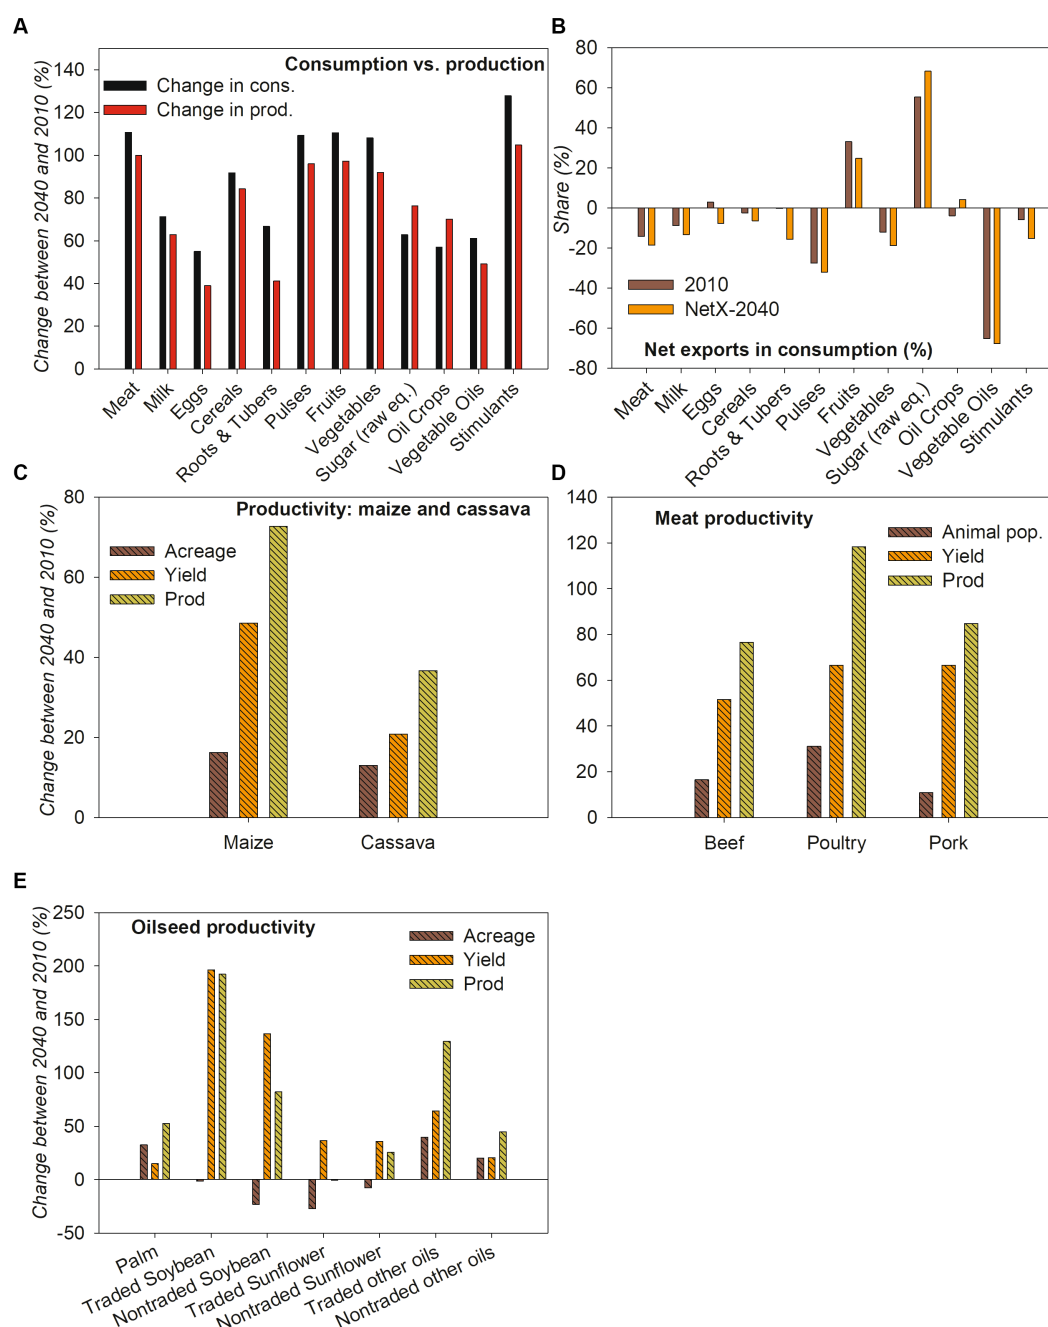 A
Change between 2040 and 2010 (%)
140
120
100
80
60
40
20
0
Consumption vs. production
Change in cons.
Change in prod.
Meat
Milk
Eggs
Cereals
Roots & Tubers
Pulses
Fruits
Vegetables
Sugar (raw eq.)
Oil Crops
Vegetable Oils
Stimulants
B
Share (%)
80
60
40
20
0
-20
-40
-60
-80
2010
NetX-2040
Net exports in consumption (%)
Meat
Milk
Eggs
Cereals
Roots & Tubers
Pulses
Fruits
Vegetables
Sugar (raw eq.)
Oil Crops
Vegetable Oils
Stimulants
C
Change between 2040 and 2010 (%)
80
60
40
20
0
Productivity: maize and cassava
Acreage
Yield
Prod
Maize
Cassava
D
140
120
100
80
60
40
20
0
Meat productivity
Animal pop.
Yield
Prod
Beef
Poultry
Pork
E
Change between 2040 and 2010 (%)
250
200
150
100
50
0
-50
Oilseed productivity
Acreage
Yield
Prod
Palm
Traded Soybean
Nontraded Soybean
Traded Sunflower
Nontraded Sunflower
Traded other oils
Nontraded other oils